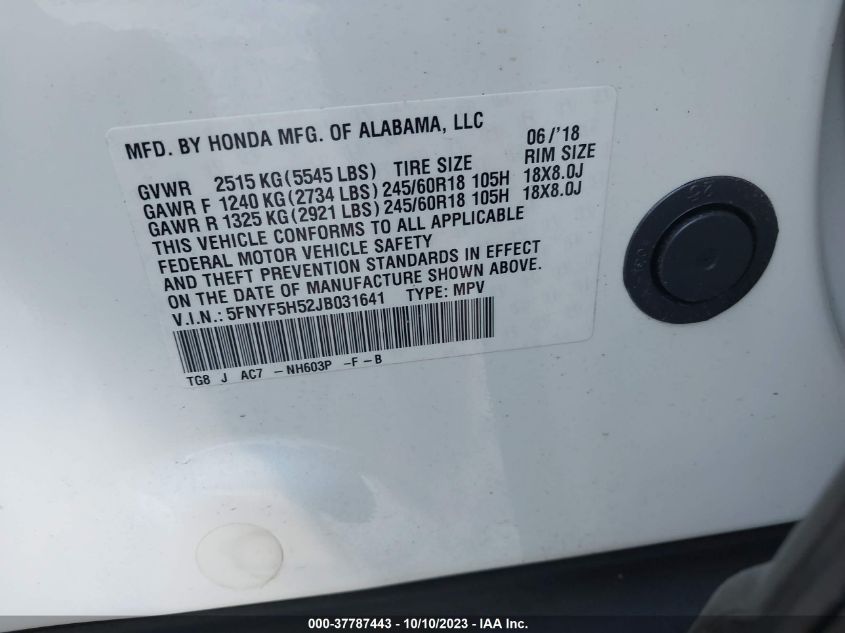 MFD. BY HONDA MFG. OF ALABAMA, LLC 06/'18
GVWR 2515 KG(5545 LBS) TIRE SIZE RIM SIZE
GAWR F 1240 KG(2734 LBS) 245/60R18 105H 18X8.0J
GAWR R 1325 KG(2921 LBS) 245/60R18 105H 18X8.0J
THIS VEHICLE CONFORMS TO ALL APPLICABLE
FEDERAL MOTOR VEHICLE SAFETY
AND THEFT PREVENTION STANDARDS IN EFFECT
ON THE DATE OF MANUFACTURE SHOWN ABOVE.
V.I.N.: 5FNYF5H52JB031641 TYPE: MPV
TG8 J AC7 -NH603P -F-B
25
000-37787443 - 10/10/2023 - IAA Inc.